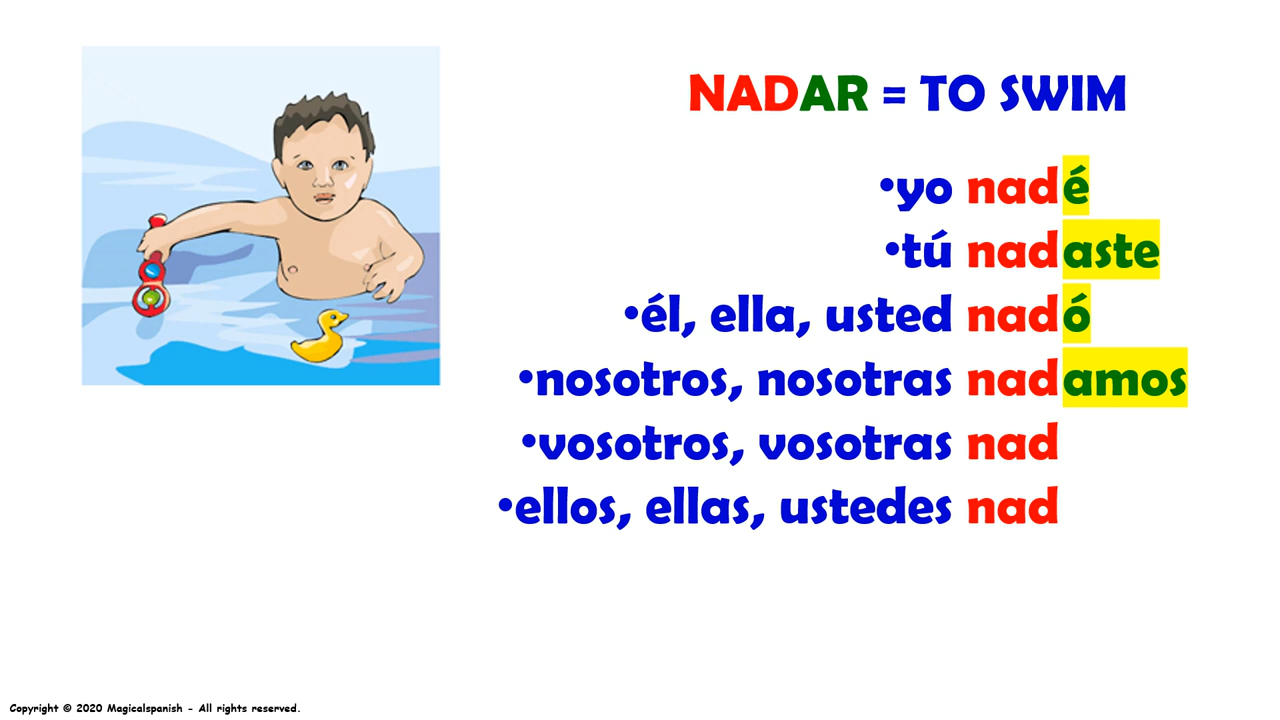 NADAR = TO SWIM
•yo nadé
•tú nadaste
•él, ella, usted nadó
•nosotros, nosotras nadamos
•vosotros, vosotras nad
•ellos, ellas, ustedes nad
Copyright © 2020 Magicalspanish - All rights reserved.